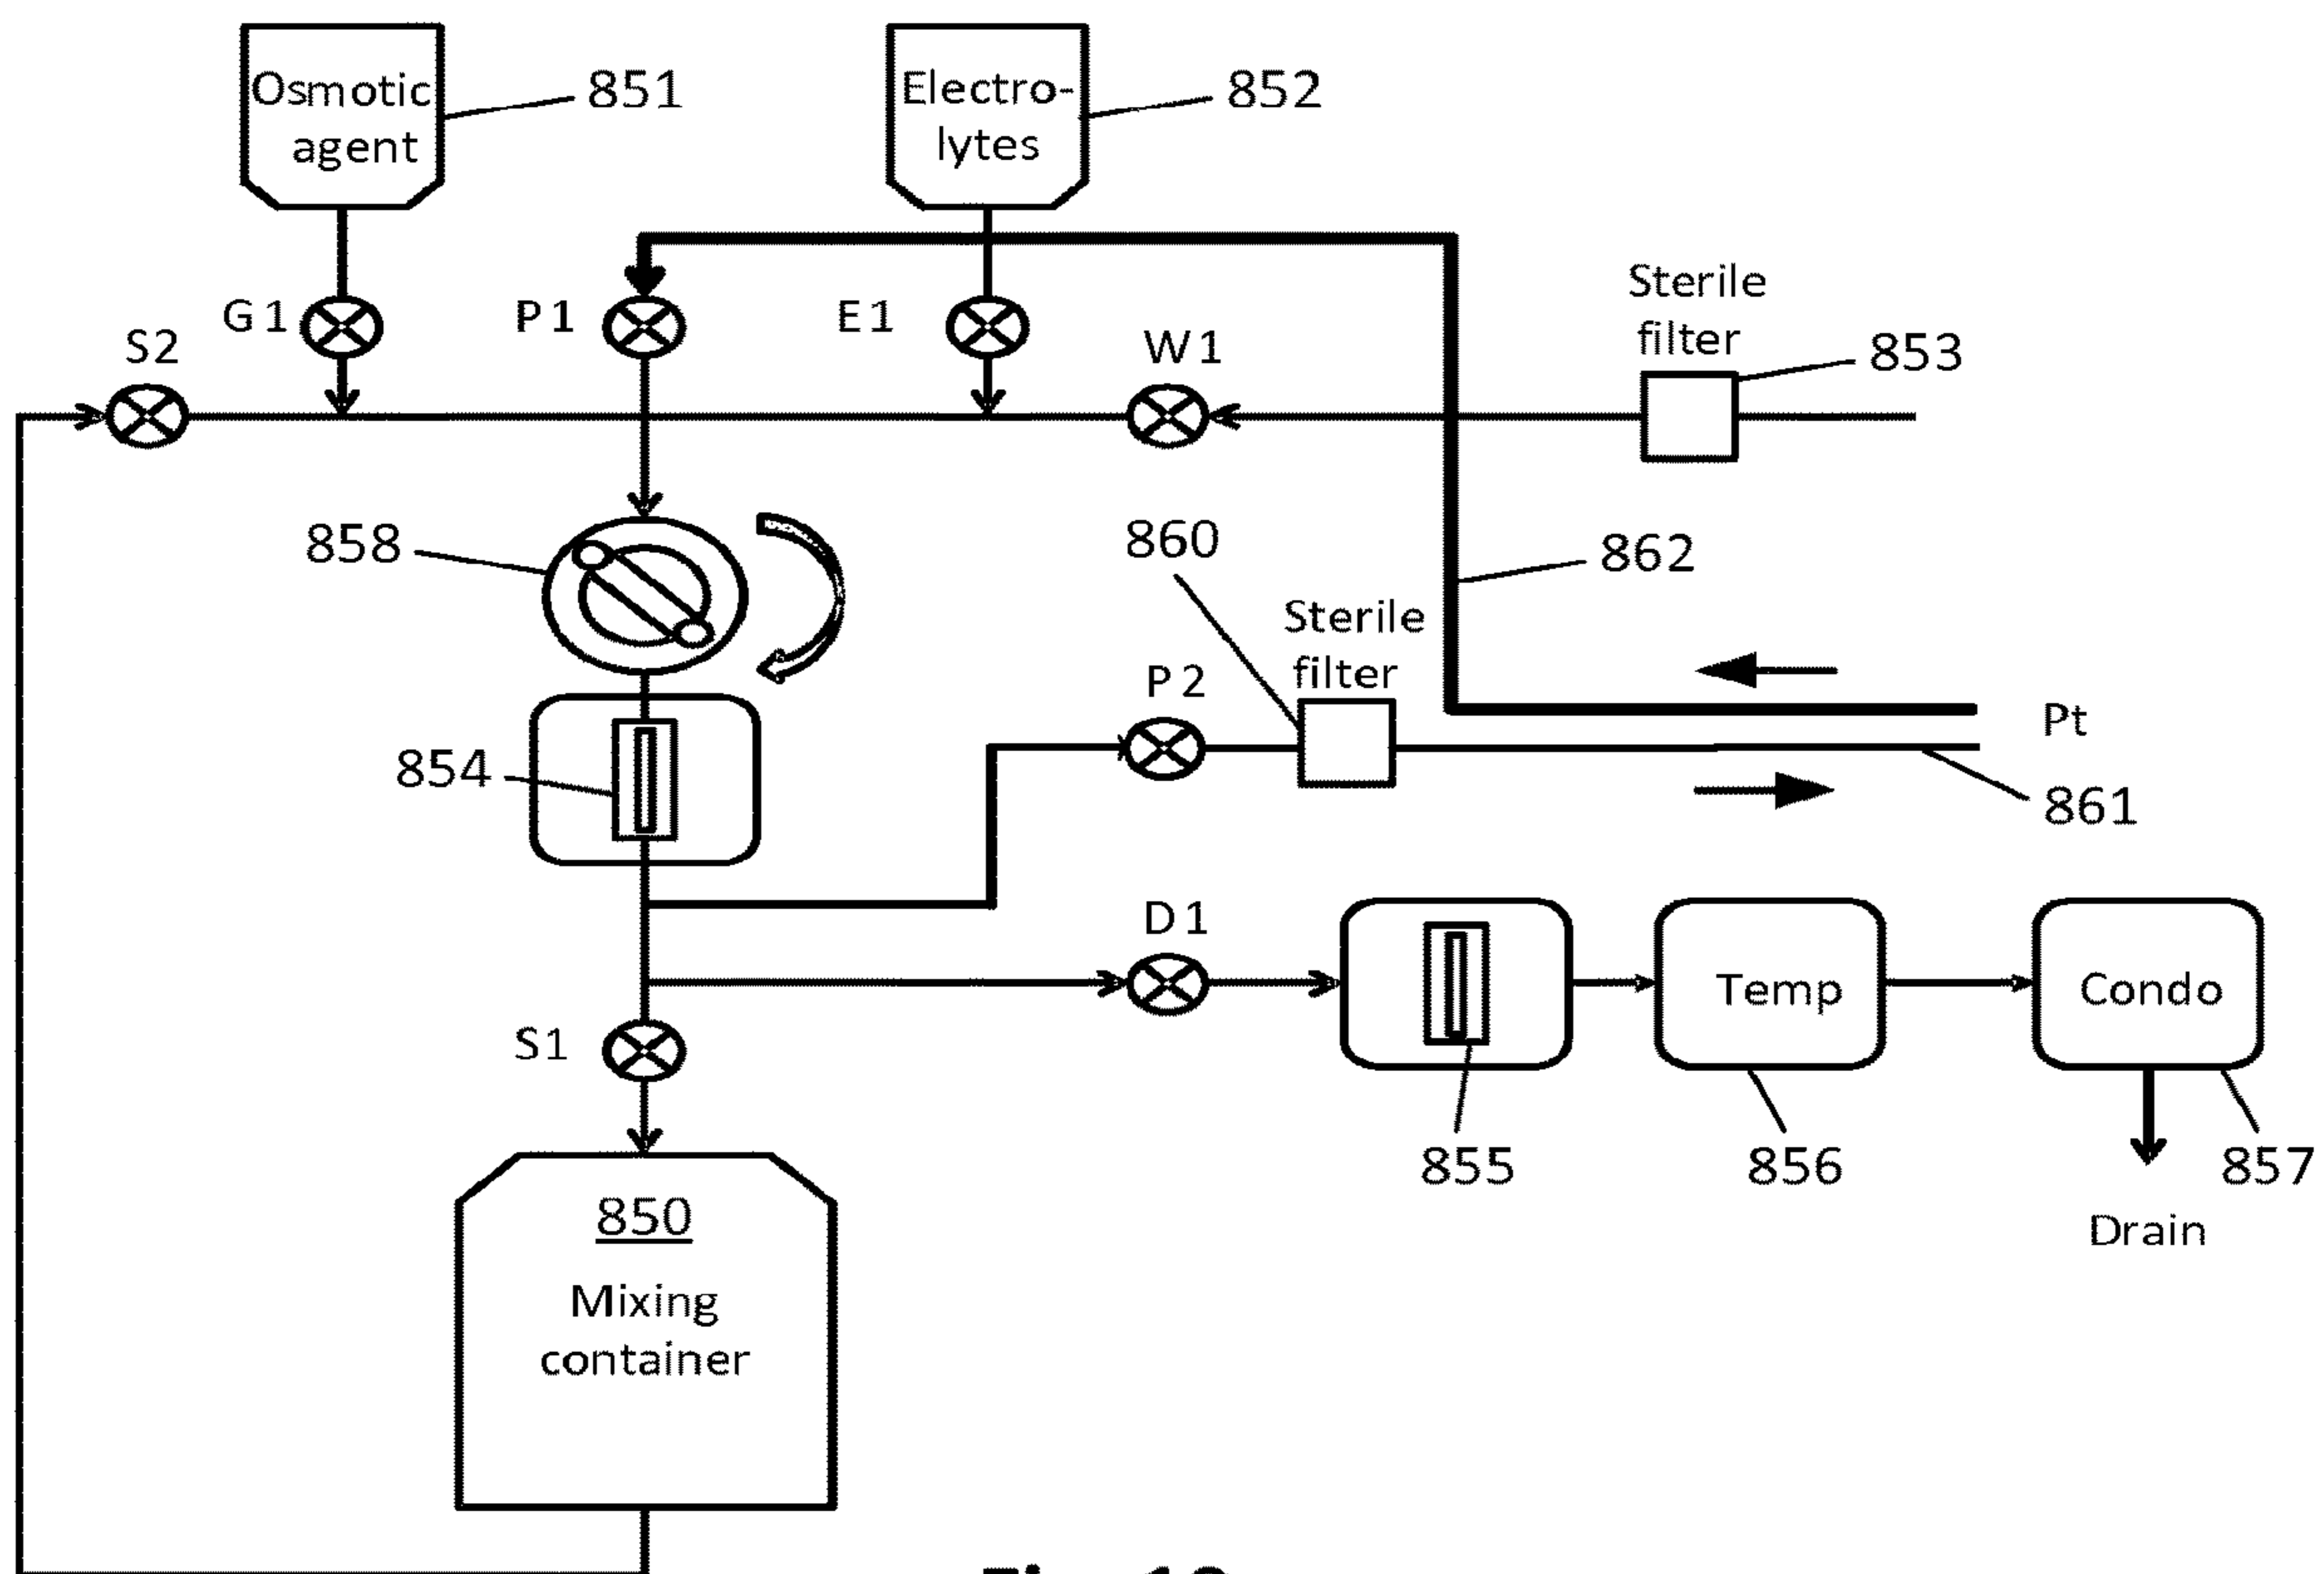 Osmotic
agent
851
Electro-
lytes
852
Sterile
filter
853
S2
G1
P1
E1
W1
858
860
862
Sterile
filter
P2
Pt
854
861
D1
Temp
Condo
S1
855
856
857
850
Drain
Mixing
container